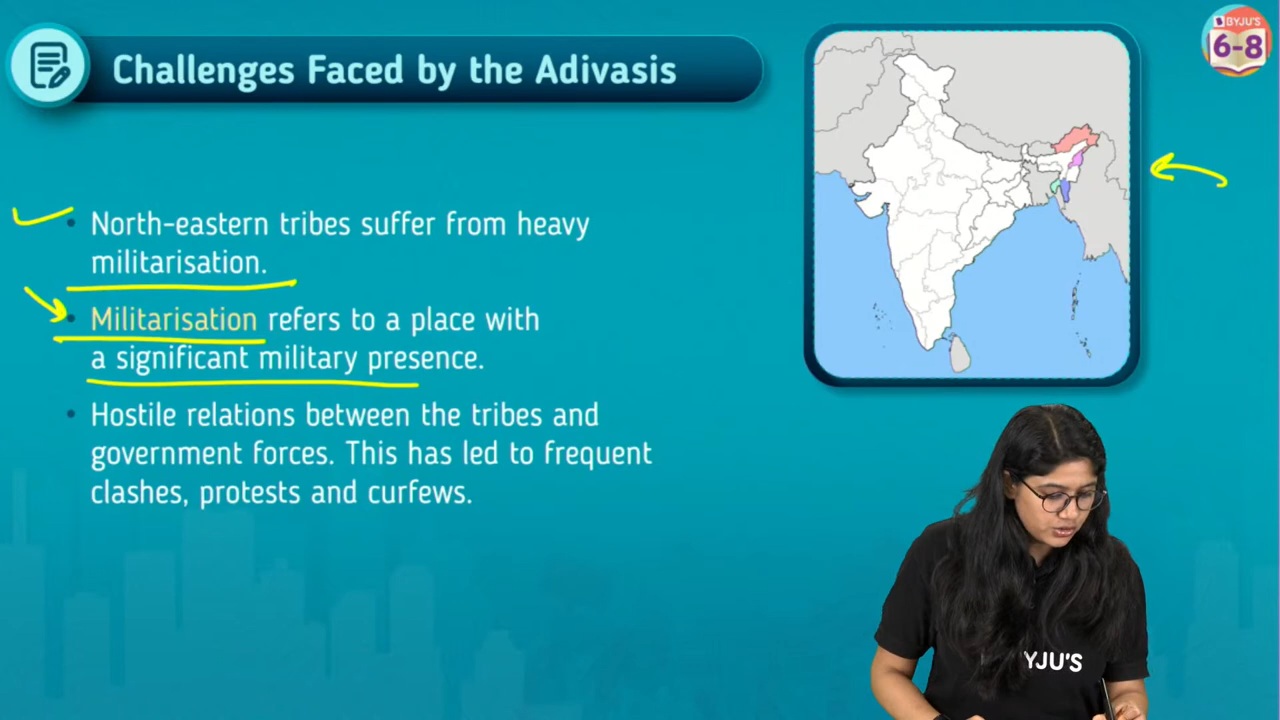 BYJU'S
6-8
Challenges Faced by the Adivasis
• North-eastern tribes suffer from heavy
militarisation.
• Militarisation refers to a place with
a significant military presence.
• Hostile relations between the tribes and
government forces. This has led to frequent
clashes, protests and curfews.
YJU'S